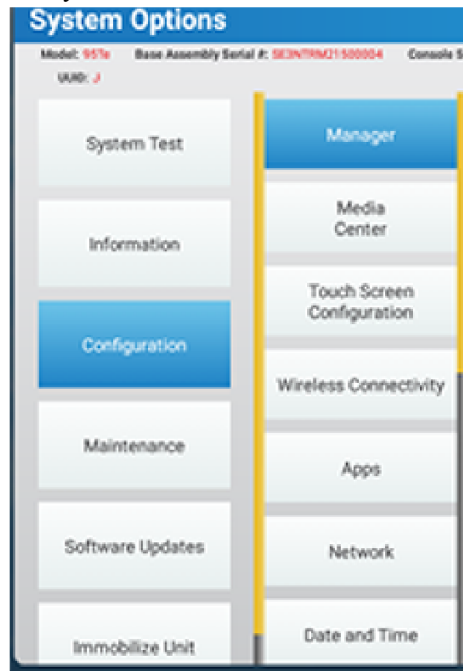 System Options
Model: 957e Base Assembly Serial #: SE3NTRM21500004 Console S
UUID: J
System Test
Information
Configuration
Maintenance
Software Updates
Immobilize Unit
Manager
Media
Center
Touch Screen
Configuration
Wireless Connectivity
Apps
Network
Date and Time